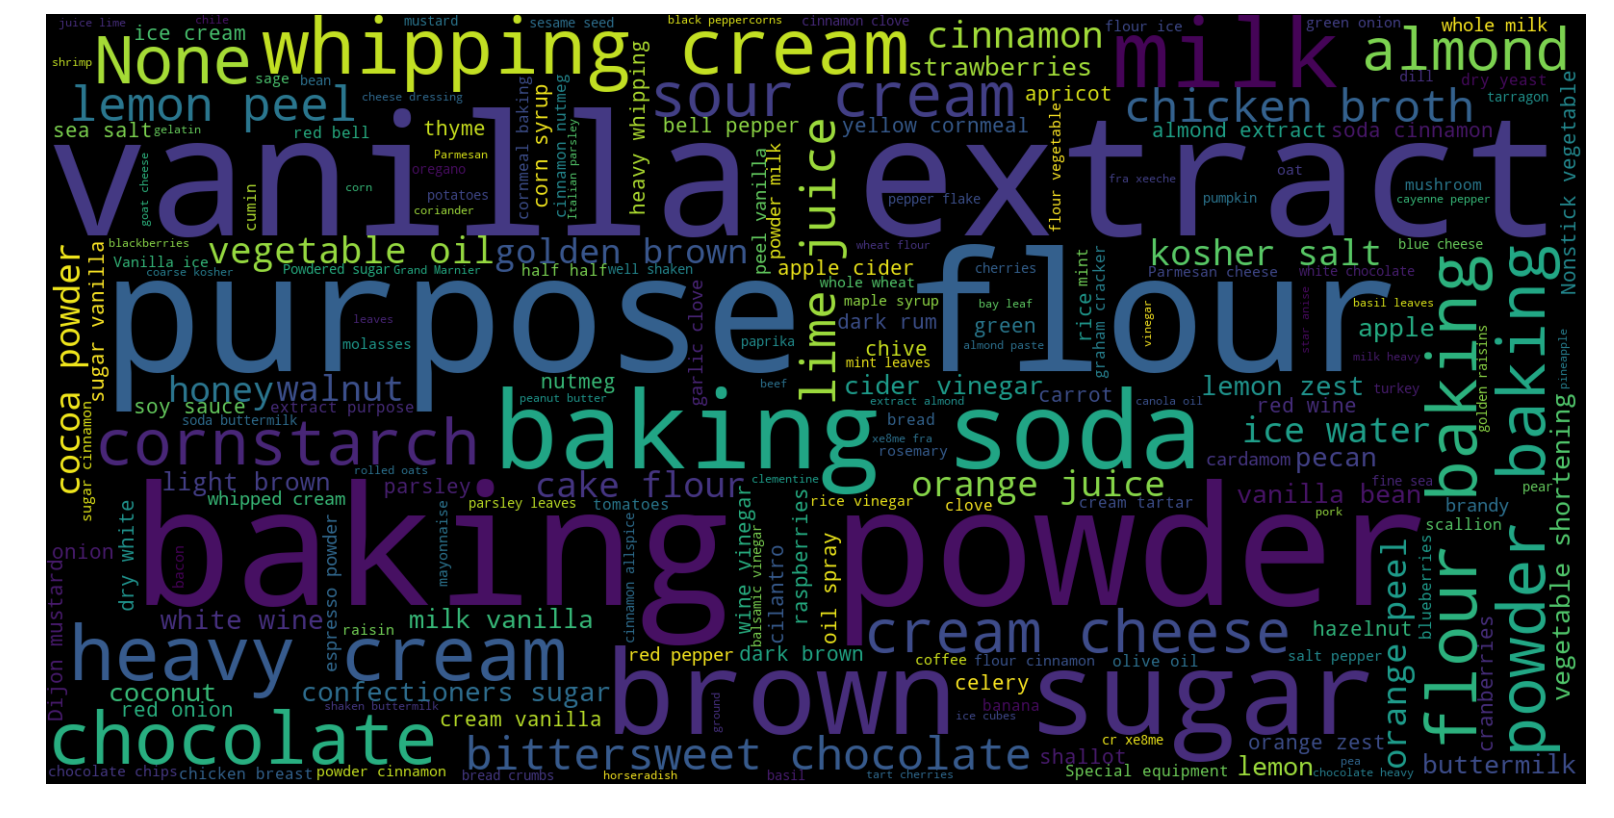 juice lime
chile
mustard
sesame seed
black peppercorns
cinnamon clove
flour ice
green onion
whole milk
ice cream
None
whipping cream
cinnamon
milk
almond
shrimp
sage
bean
strawberries
dill
dry yeast
lemon peel
cheese dressing
sour cream
apricot
chicken broth
tarragon
sea salt
gelatin
red bell
thyme
bell pepper
yellow cornmeal
almond extract
soda cinnamon
vanilla extract
goat cheese
Parmesan
oregano
corn
potatoes
coriander
cumin
cornmeal baking
corn syrup
cinnamon nutmeg
Italian parsley
heavy whipping
peel vanilla
powder milk
lime juice
pepper flake
flour vegetable
fra xeeche
oat
pumpkin
mushroom
cayenne pepper
Nonstick vegetable
blackberries
Vanilla ice
coarse kosher
vegetable oil
Powdered sugar
Grand Marnier
golden brown
half half
well shaken
apple cider
wheat flour
whole wheat
cherries
mint
kosher salt
Parmesan cheese
white chocolate
blue cheese
cocoa powder
sugar vanilla
purpose flour
leaves
molasses
garlic clove
paprika
maple syrup
dark rum
bay leaf
green
almond paste
rice
graham cracker
vinegar
star anise
basil leaves
apple
milk heavy
chive
mint leaves
honey
walnut
nutmeg
peanut butter
beef
cider vinegar
carrot
canola oil
lemon zest
turkey
golden raisins
pineapple
soy sauce
extract purpose
soda buttermilk
extract almond
bread
red wine
cornstarch
baking soda
xe8me fra
rosemary
ice water
cardamom
pecan
sugar cinnamon
light brown
rolled oats
parsley
cake flour
clementine
orange juice
fine sea
vanilla bean
pear
whipped cream
parsley leaves
tomatoes
rice vinegar
clove
cream tartar
pork
brandy
scallion
baking powder
onion
dry white
bacon
espresso powder
mayonnaise
cinnamon allspice
wine vinegar
balsamic vinegar
cilantro
raspberries
oil spray
flour baking
powder baking
vegetable shortening
orange peel
blueberries
cranberries
Dijon mustard
white wine
raisin
milk vanilla
heavy cream
cream cheese
hazelnut
red pepper
dark brown
coffee
flour cinnamon
olive oil
salt pepper
coconut
red onion
confectioners sugar
shaken buttermilk
cream vanilla
brown sugar
ground
celery
banana
ice cubes
chocolate
bittersweet chocolate
cr xe8me
shallot
orange zest
pea
chocolate chips
chicken breast
powder cinnamon
bread crumbs
horseradish
basil
tart cherries
Special equipment
lemon
chocolate heavy
buttermilk